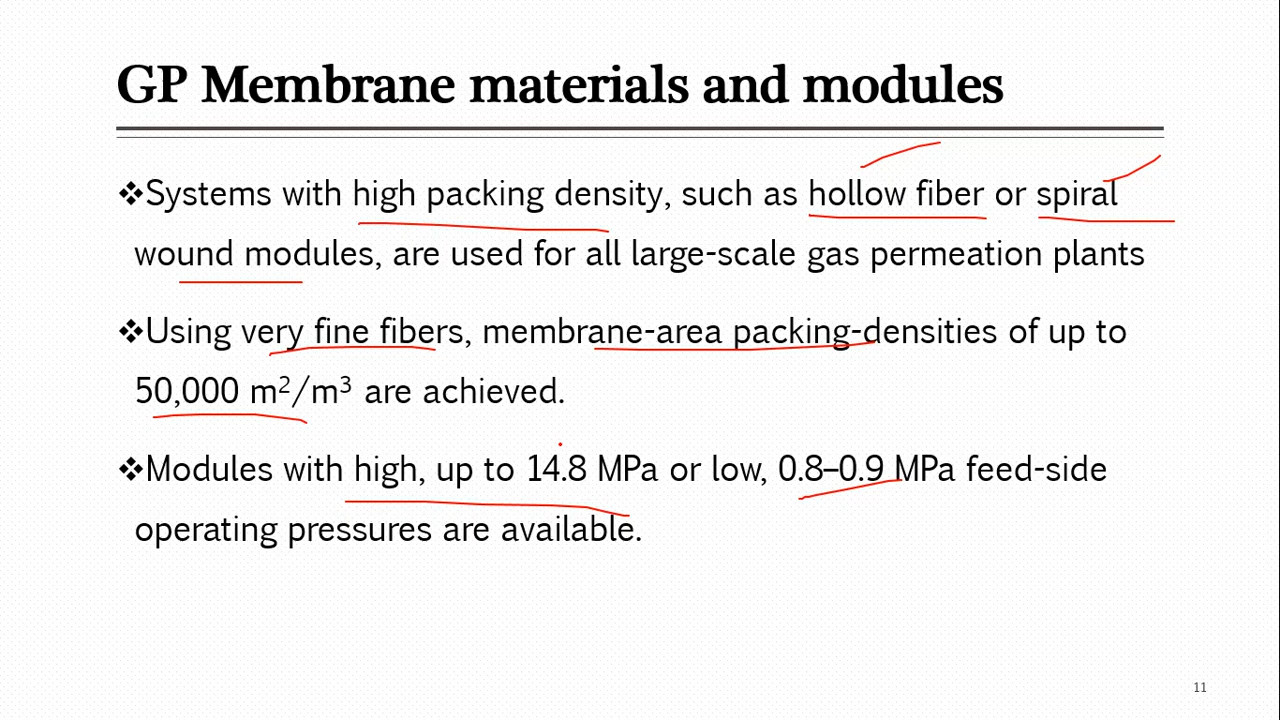 GP Membrane materials and modules
❖Systems with high packing density, such as hollow fiber or spiral
wound modules, are used for all large-scale gas permeation plants
❖Using very fine fibers, membrane-area packing-densities of up to
50,000 m²/m³ are achieved.
❖Modules with high, up to 14.8 MPa or low, 0.8–0.9 MPa feed-side
operating pressures are available.
11